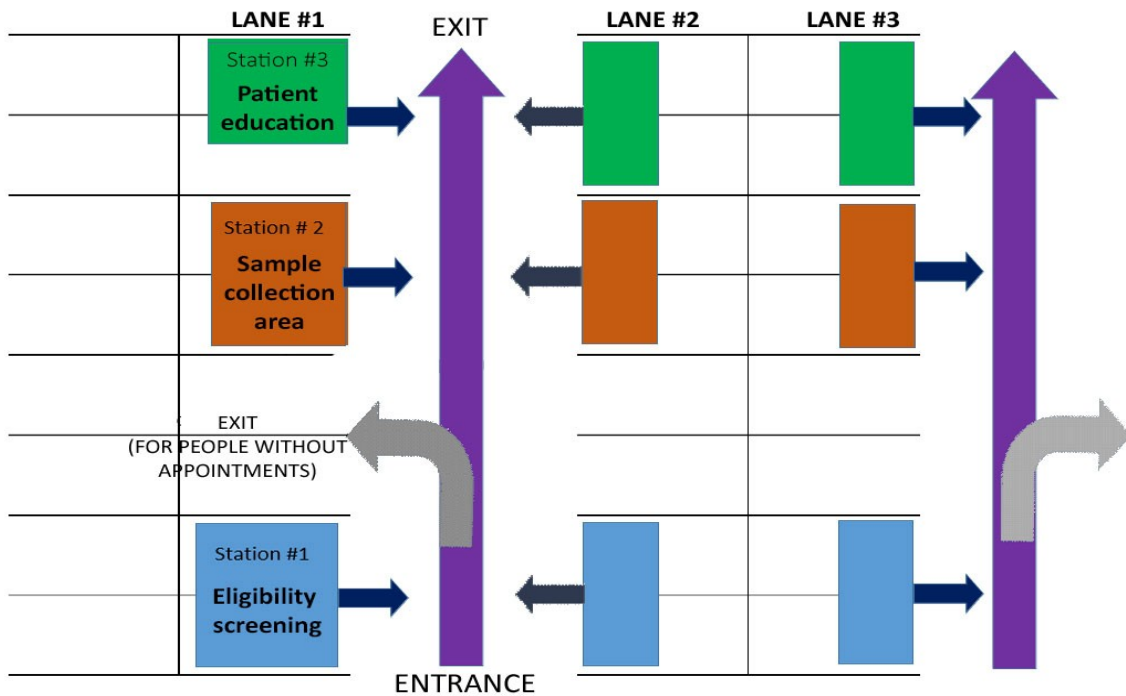 LANE #1
EXIT
LANE #2
LANE #3
Station #3
Patient
education
Station # 2
Sample
collection
area
EXIT
(FOR PEOPLE WITHOUT
APPOINTMENTS)
Station #1
Eligibility
screening
ENTRANCE